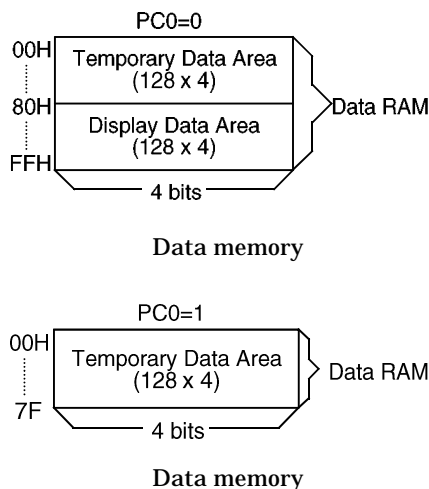 PC0=0
00H
Temporary Data Area
(128 x 4)
80H
Data RAM
Display Data Area
(128 x 4)
FFH
4 bits
Data memory
PC0=1
00H
Temporary Data Area
(128 x 4)
Data RAM
7F
4 bits
Data memory